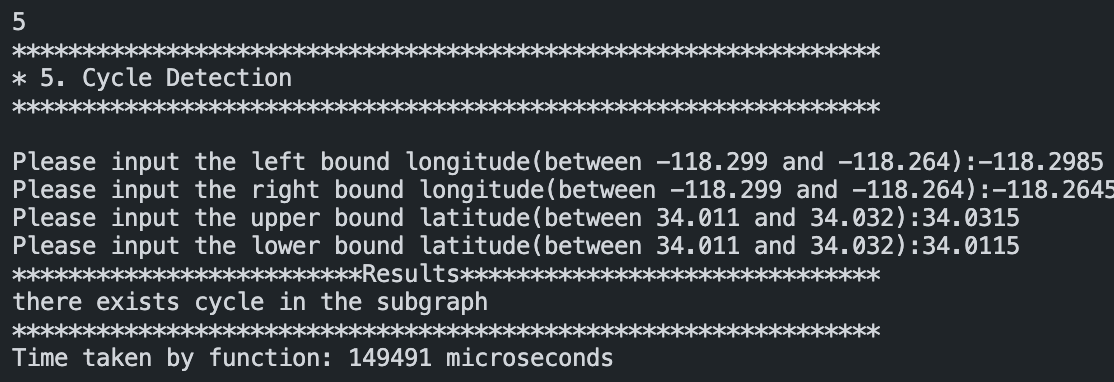 5
**************************************************************
* 5. Cycle Detection
**************************************************************
Please input the left bound longitude(between -118.299 and -118.264):-118.2985
Please input the right bound longitude(between -118.299 and -118.264):-118.2645
Please input the upper bound latitude(between 34.011 and 34.032):34.0315
Please input the lower bound latitude(between 34.011 and 34.032):34.0115
*************************Results******************************
there exists cycle in the subgraph
**************************************************************
Time taken by function: 149491 microseconds